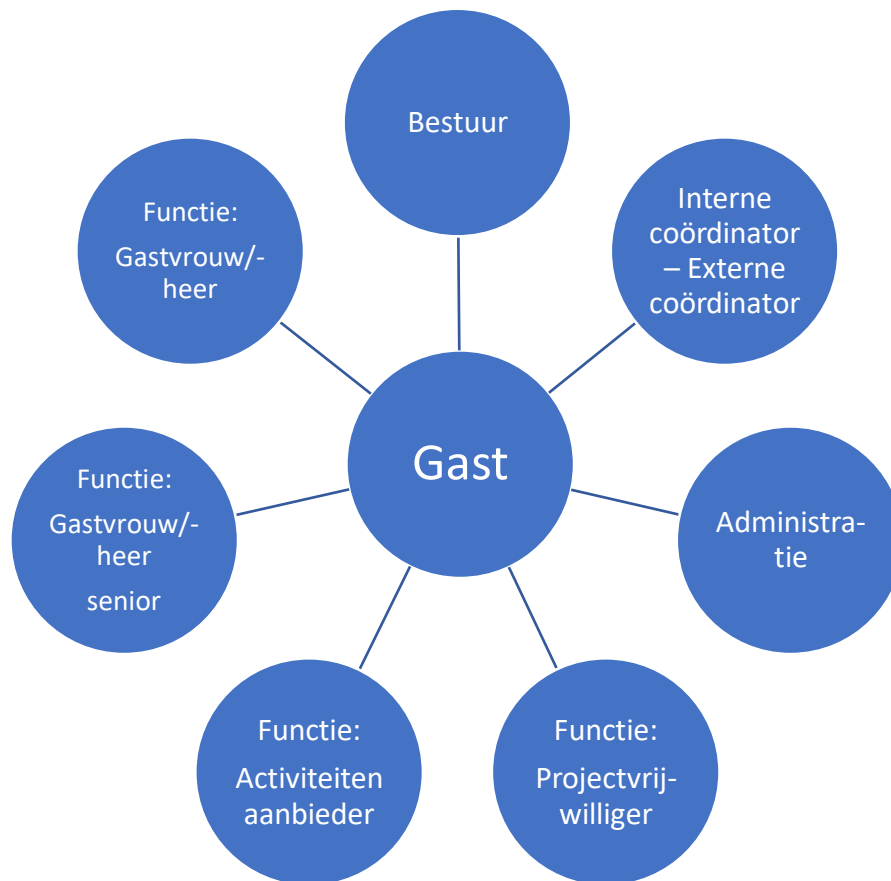 Bestuur
Interne
coördinator
– Externe
coördinator
Administra-
tie
Functie:
Projectvrij-
williger
Functie:
Activiteiten
aanbieder
Functie:
Gastvrouw/-
heer
senior
Functie:
Gastvrouw/-
heer
Gast